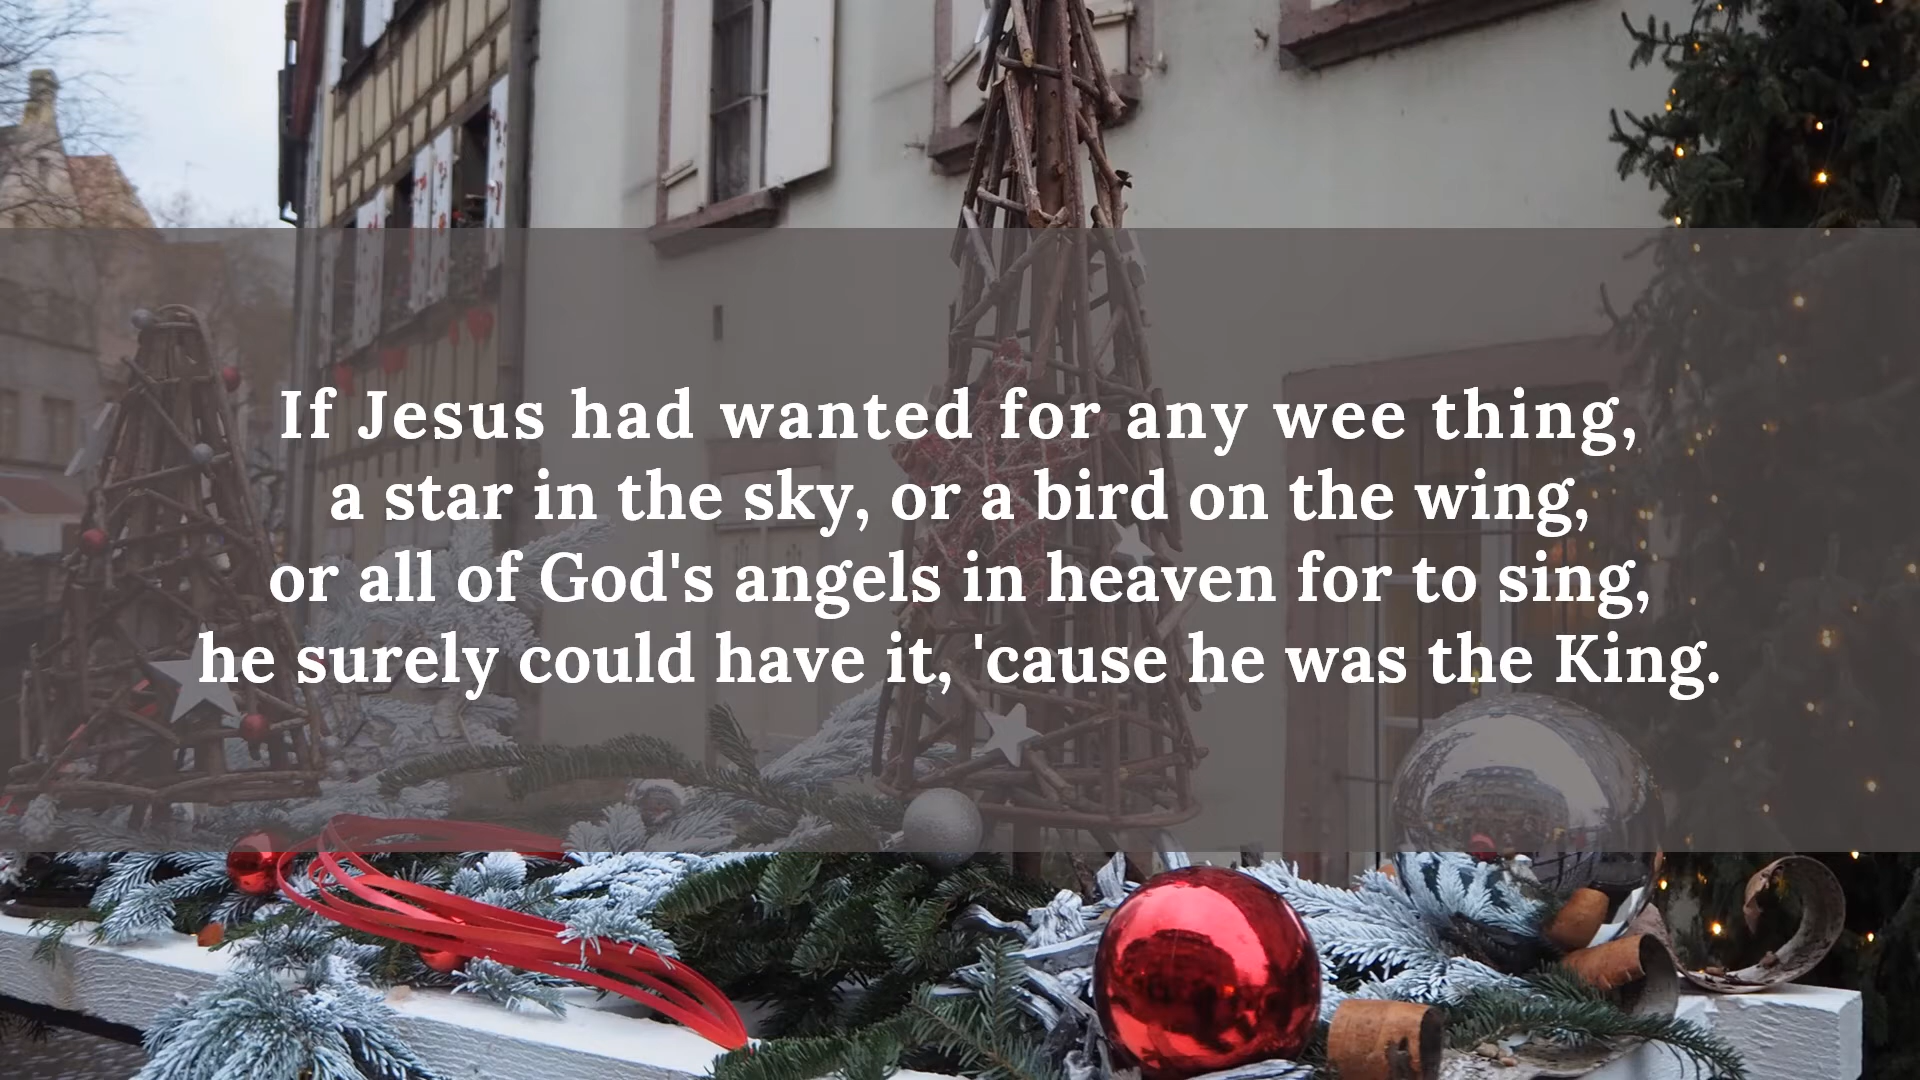 If Jesus had wanted for any wee thing,
a star in the sky, or a bird on the wing,
or all of God's angels in heaven for to sing,
he surely could have it, 'cause he was the King.